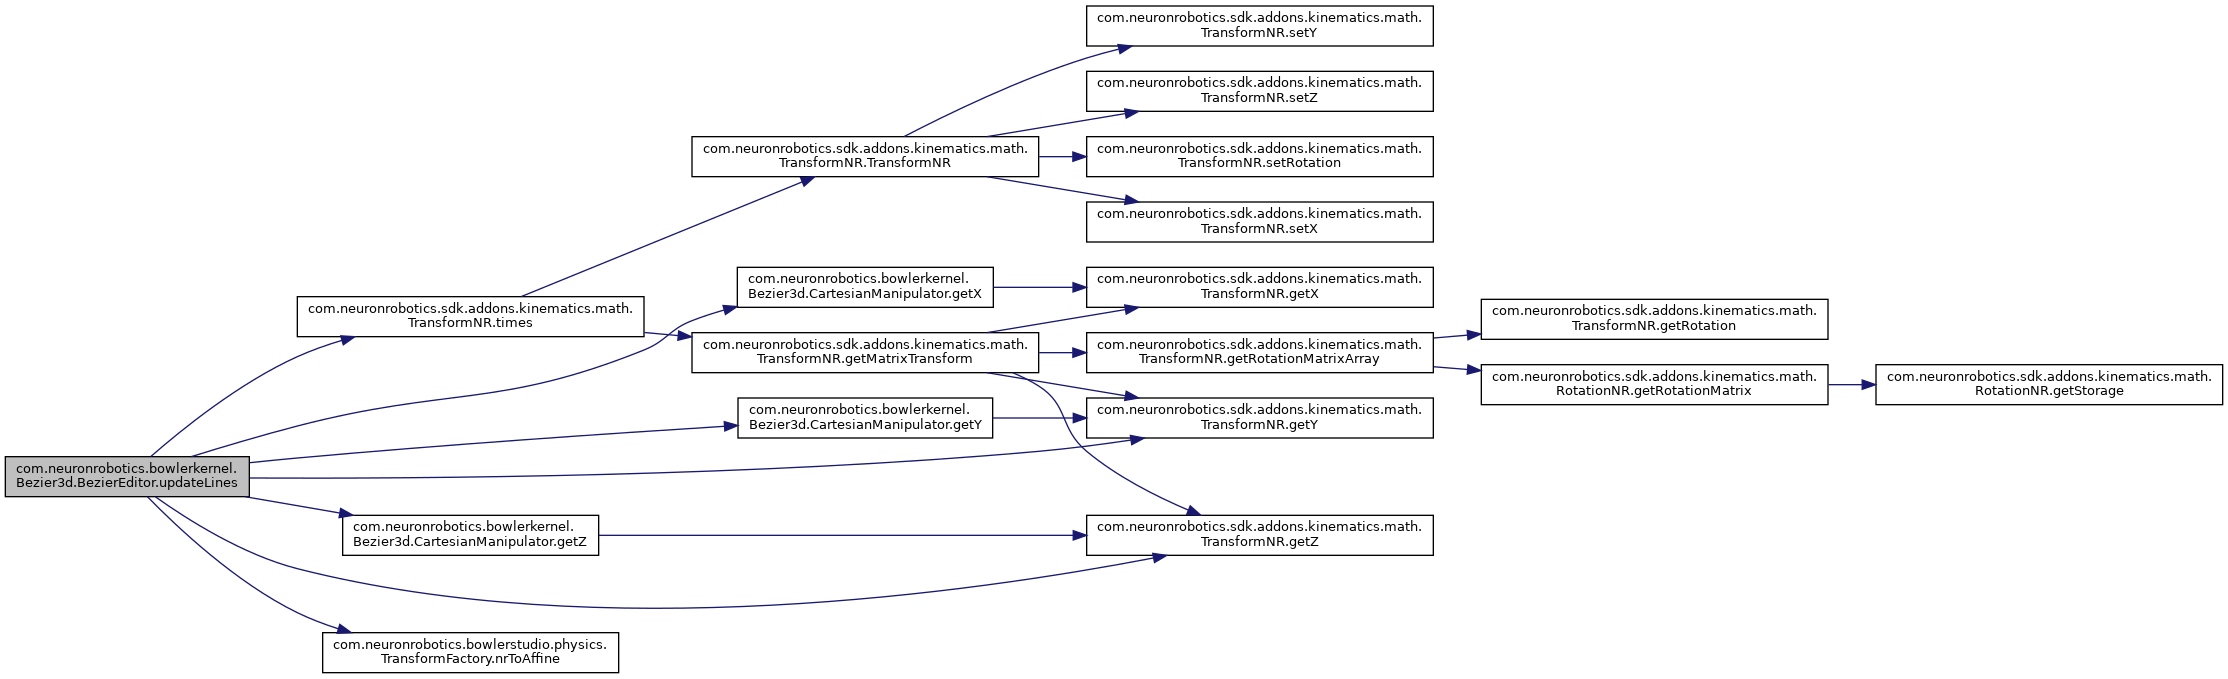 com.neuronrobotics.sdk.addons.kinematics.math.
TransformNR.setY
com.neuronrobotics.sdk.addons.kinematics.math.
TransformNR.setZ
com.neuronrobotics.sdk.addons.kinematics.math.
TransformNR.TransformNR
com.neuronrobotics.sdk.addons.kinematics.math.
TransformNR.setRotation
com.neuronrobotics.sdk.addons.kinematics.math.
TransformNR.setX
com.neuronrobotics.bowlerkernel.
Bezier3d.CartesianManipulator.getX
com.neuronrobotics.sdk.addons.kinematics.math.
TransformNR.getX
com.neuronrobotics.sdk.addons.kinematics.math.
TransformNR.times
com.neuronrobotics.sdk.addons.kinematics.math.
TransformNR.getMatrixTransform
com.neuronrobotics.sdk.addons.kinematics.math.
TransformNR.getRotationMatrixArray
com.neuronrobotics.sdk.addons.kinematics.math.
TransformNR.getRotation
com.neuronrobotics.sdk.addons.kinematics.math.
RotationNR.getRotationMatrix
com.neuronrobotics.sdk.addons.kinematics.math.
RotationNR.getStorage
com.neuronrobotics.bowlerkernel.
Bezier3d.CartesianManipulator.getY
com.neuronrobotics.sdk.addons.kinematics.math.
TransformNR.getY
com.neuronrobotics.bowlerkernel.
Bezier3d.BezierEditor.updateLines
com.neuronrobotics.bowlerkernel.
Bezier3d.CartesianManipulator.getZ
com.neuronrobotics.sdk.addons.kinematics.math.
TransformNR.getZ
com.neuronrobotics.bowlerstudio.physics.
TransformFactory.nrToAffine